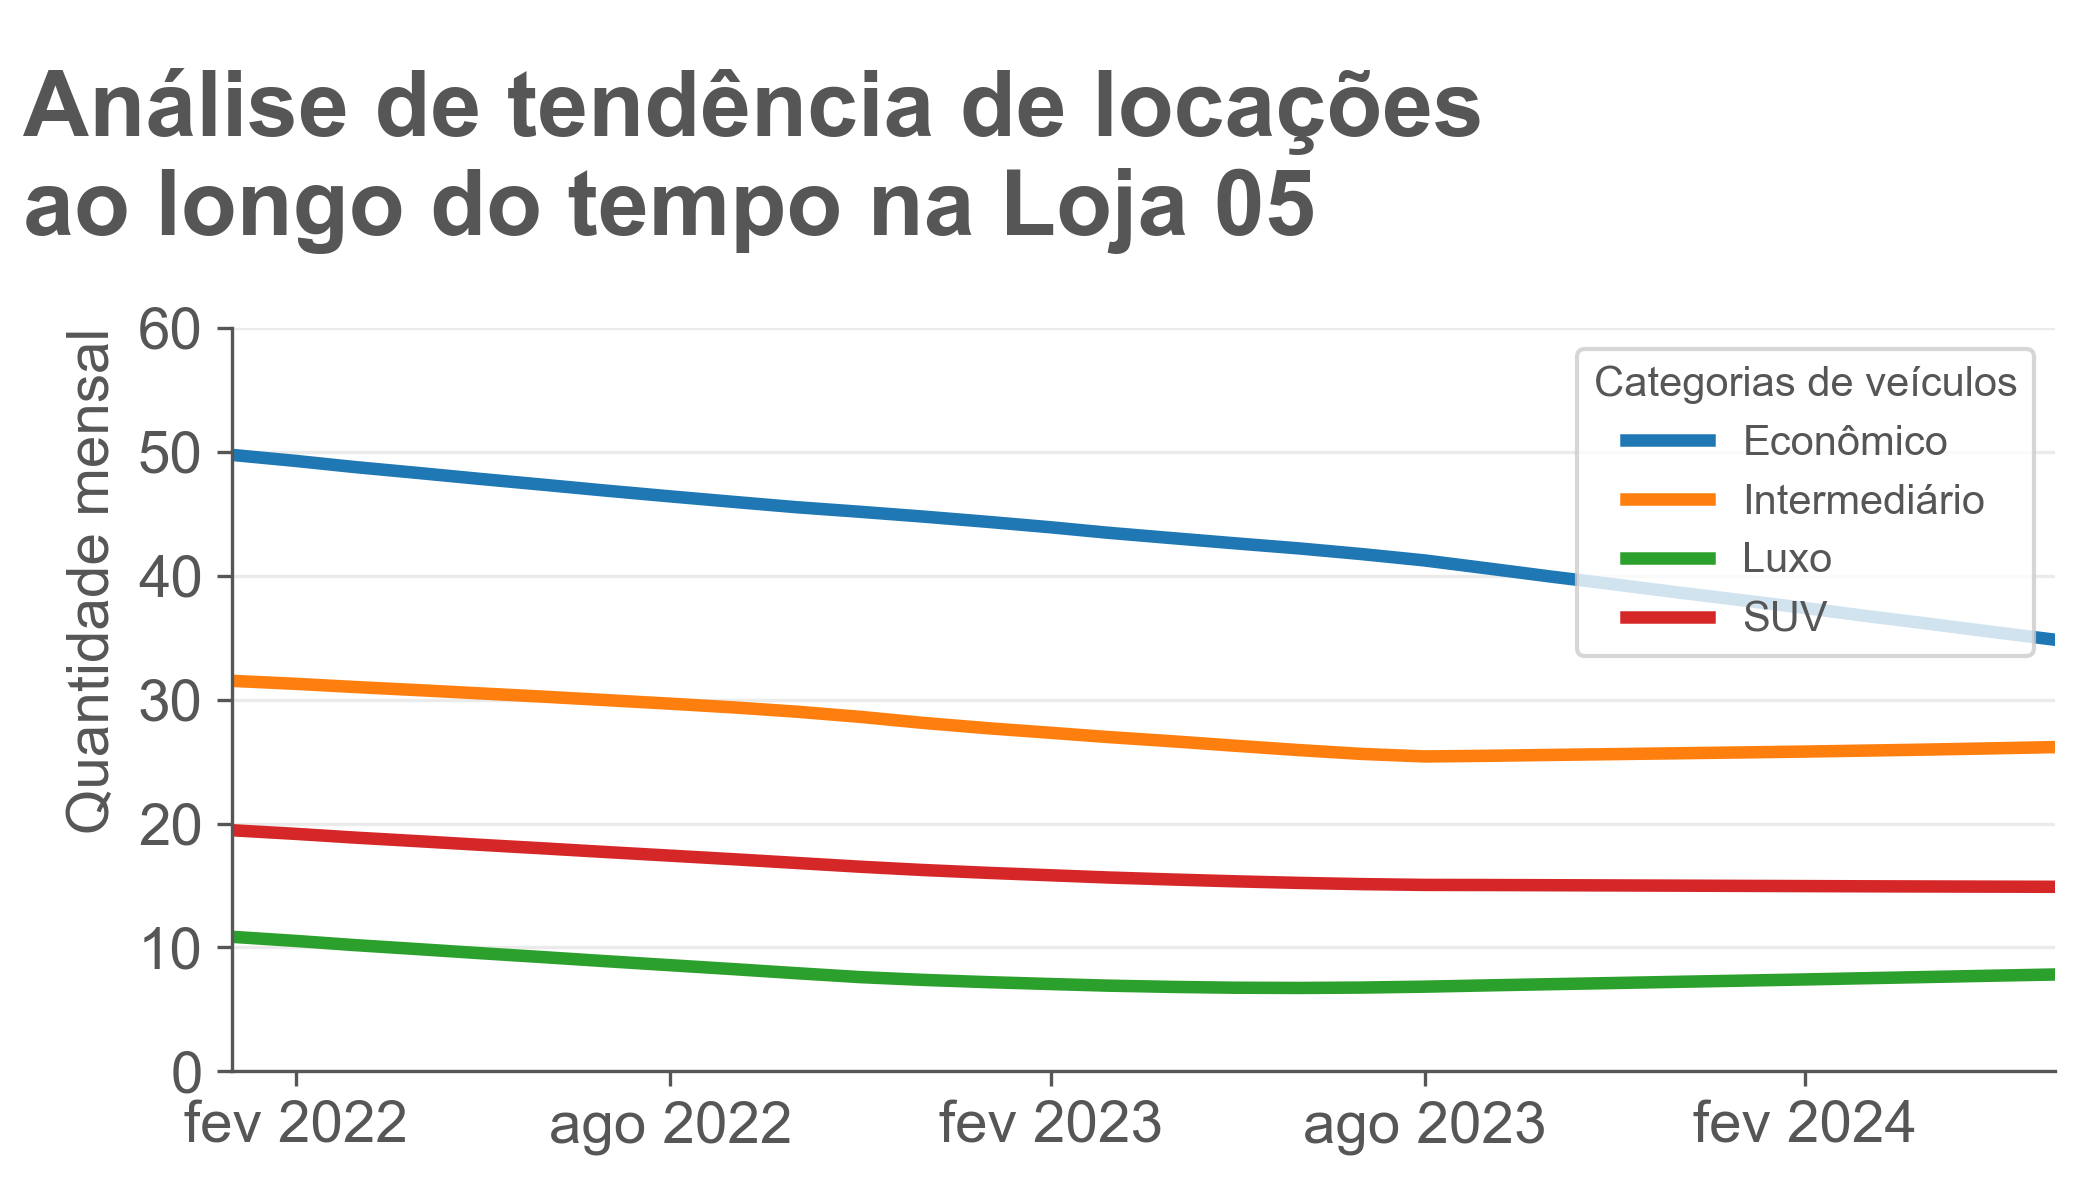 Análise de tendência de locações
ao longo do tempo na Loja 05
Quantidade mensal
60
50
40
30
20
10
0
Categorias de veículos
Econômico
Intermediário
Luxo
SUV
fev 2022
ago 2022
fev 2023
ago 2023
fev 2024